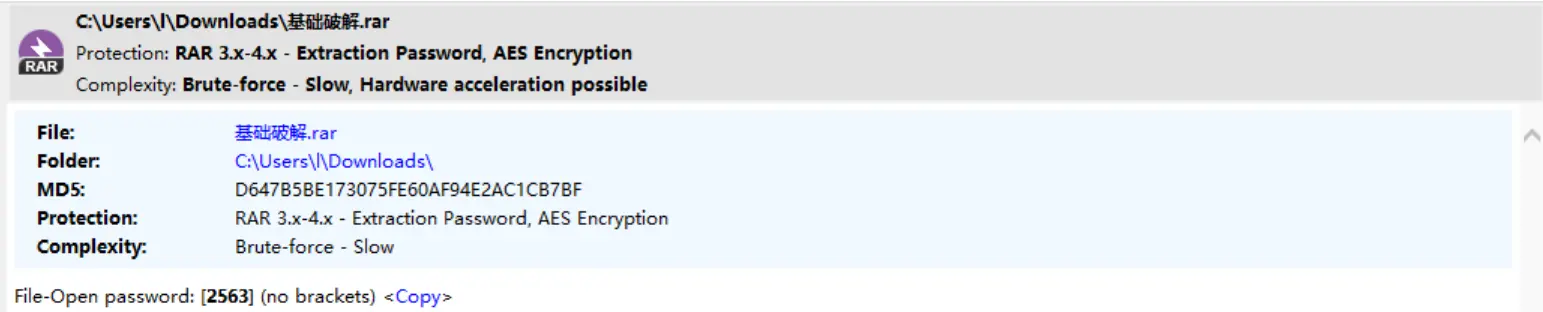 C:\Users\l\Downloads\基础破解.rar
Protection: RAR 3.x-4.x - Extraction Password, AES Encryption
RAR
Complexity: Brute-force - Slow, Hardware acceleration possible
File: 基础破解.rar
Folder: C:\Users\l\Downloads\
MD5: D647B5BE173075FE60AF94E2AC1CB7BF
Protection: RAR 3.x-4.x - Extraction Password, AES Encryption
Complexity: Brute-force - Slow
File-Open password: [2563] (no brackets) <Copy>